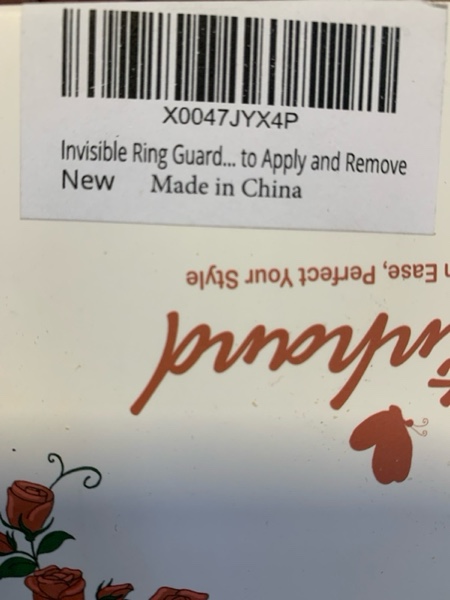 X0047JYX4P
Invisible Ring Guard... to Apply and Remove
New Made in China
Ease, Perfect Your Style